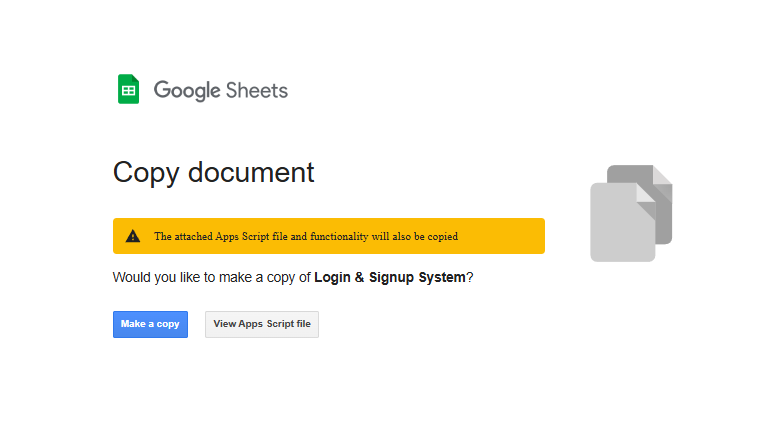 Google Sheets
Copy document
The attached Apps Script file and functionality will also be copied
Would you like to make a copy of Login & Signup System?
Make a copy
View Apps Script file